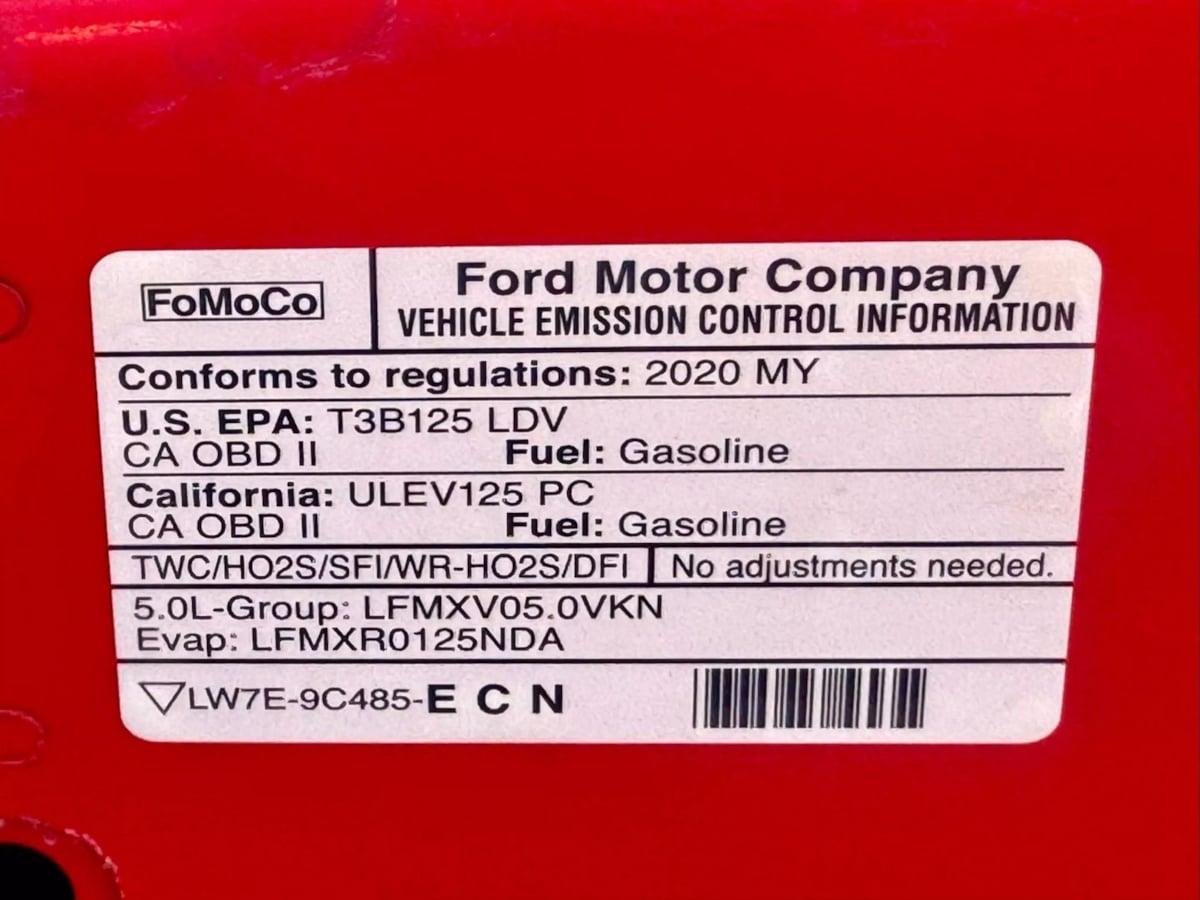 FoMoCo
Ford Motor Company
VEHICLE EMISSION CONTROL INFORMATION
Conforms to regulations: 2020 MY
U.S. EPA: T3B125 LDV
CA OBD II Fuel: Gasoline
California: ULEV125 PC
CA OBD II Fuel: Gasoline
TWC/HO2S/SFI/WR-HO2S/DFI No adjustments needed.
5.0L-Group: LFMXV05.0VKN
Evap: LFMXR0125NDA
LW7E-9C485-E C N